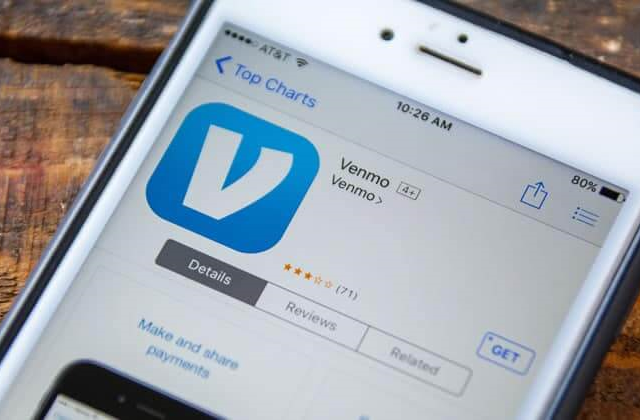 AT&T
10:26 AM
80%
Top Charts
Venmo 4+
Venmo >
(71)
Details
Reviews
Related
GET
Make and share
payments